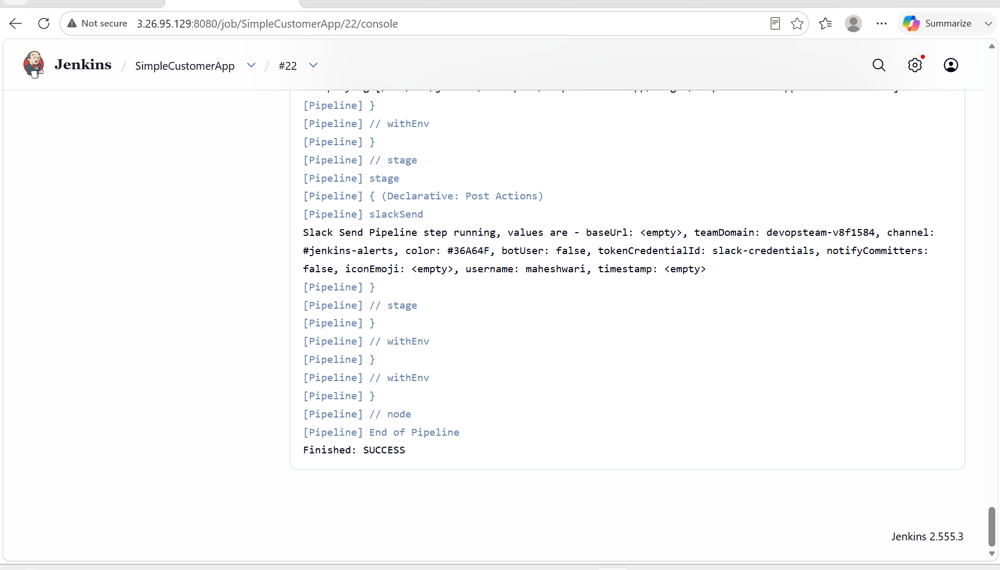 Not secure 3.26.95.129:8080/job/SimpleCustomerApp/22/console Summarize
Jenkins / SimpleCustomerApp / #22
[Pipeline] }
[Pipeline] // withEnv
[Pipeline] }
[Pipeline] // stage
[Pipeline] stage
[Pipeline] { (Declarative: Post Actions)
[Pipeline] slackSend
Slack Send Pipeline step running, values are - baseUrl: <empty>, teamDomain: devopsteam-v8f1584, channel:
#jenkins-alerts, color: #36A64F, botUser: false, tokenCredentialId: slack-credentials, notifyCommitters:
false, iconEmoji: <empty>, username: maheshwari, timestamp: <empty>
[Pipeline] }
[Pipeline] // stage
[Pipeline] }
[Pipeline] // withEnv
[Pipeline] }
[Pipeline] // withEnv
[Pipeline] }
[Pipeline] // node
[Pipeline] End of Pipeline
Finished: SUCCESS
Jenkins 2.555.3